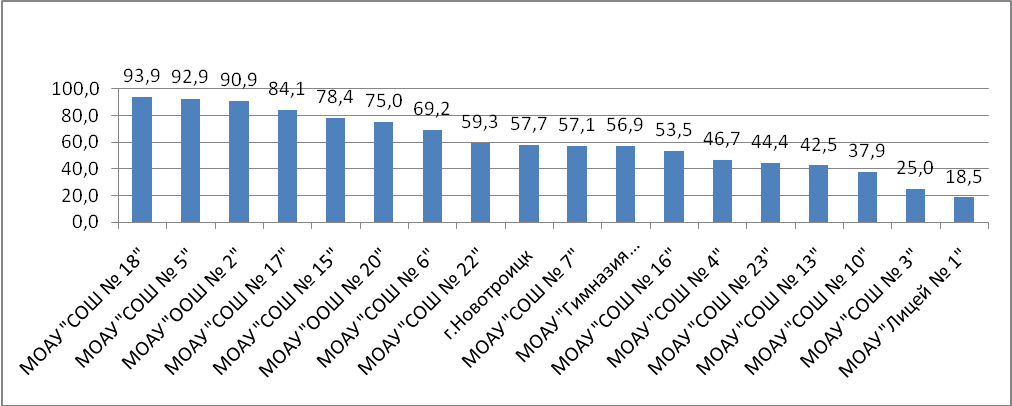 93,9 92,9 90,9 84,1 78,4 75,0 69,2 59,3 57,7 57,1 56,9 53,5 46,7 44,4 42,5 37,9 25,0 18,5
100,0
80,0
60,0
40,0
20,0
0,0
МОАУ "СОШ № 18"
МОАУ "СОШ № 5"
МОАУ "ООШ № 2"
МОАУ "СОШ № 17"
МОАУ "СОШ № 15"
МОАУ "ООШ № 20"
МОАУ "СОШ № 6"
МОАУ "СОШ № 22"
г.Новотроицк
МОАУ "СОШ № 7"
МОАУ "Гимназия…
МОАУ "СОШ № 16"
МОАУ "СОШ № 4"
МОАУ "СОШ № 23"
МОАУ "СОШ № 13"
МОАУ "СОШ № 10"
МОАУ "СОШ № 3"
МОАУ "Лицей № 1"